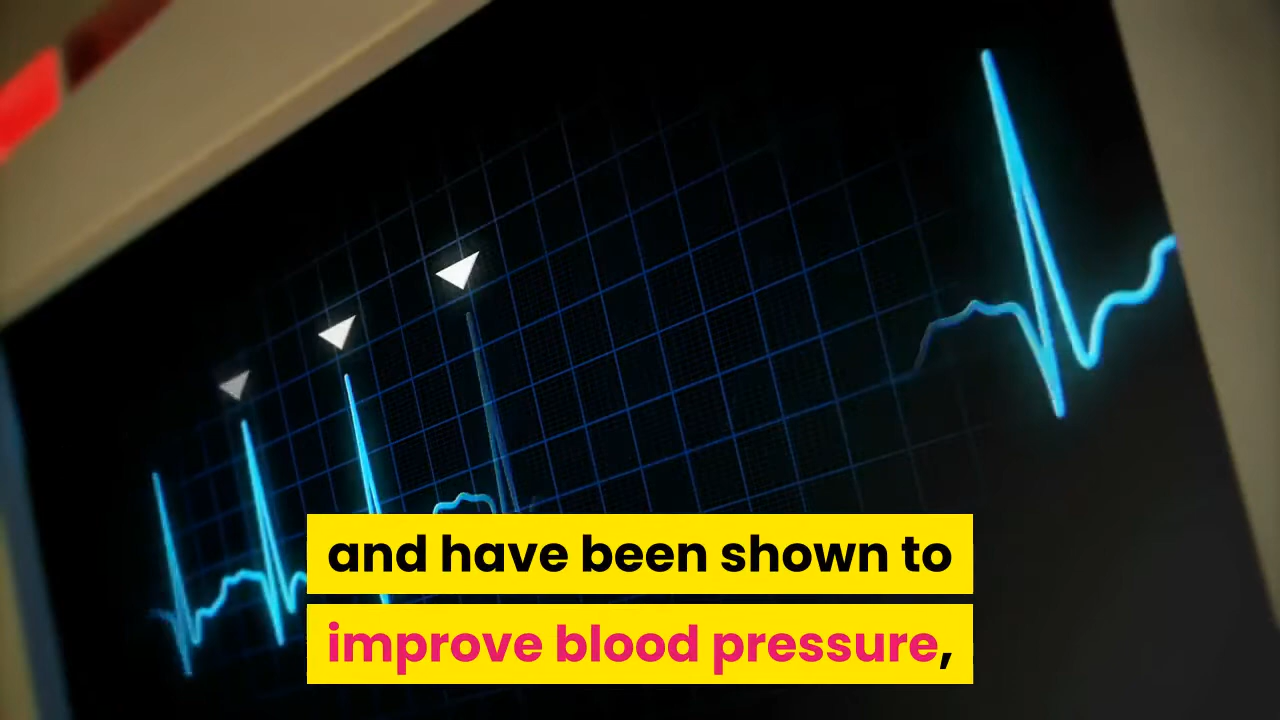 and have been shown to
improve blood pressure,